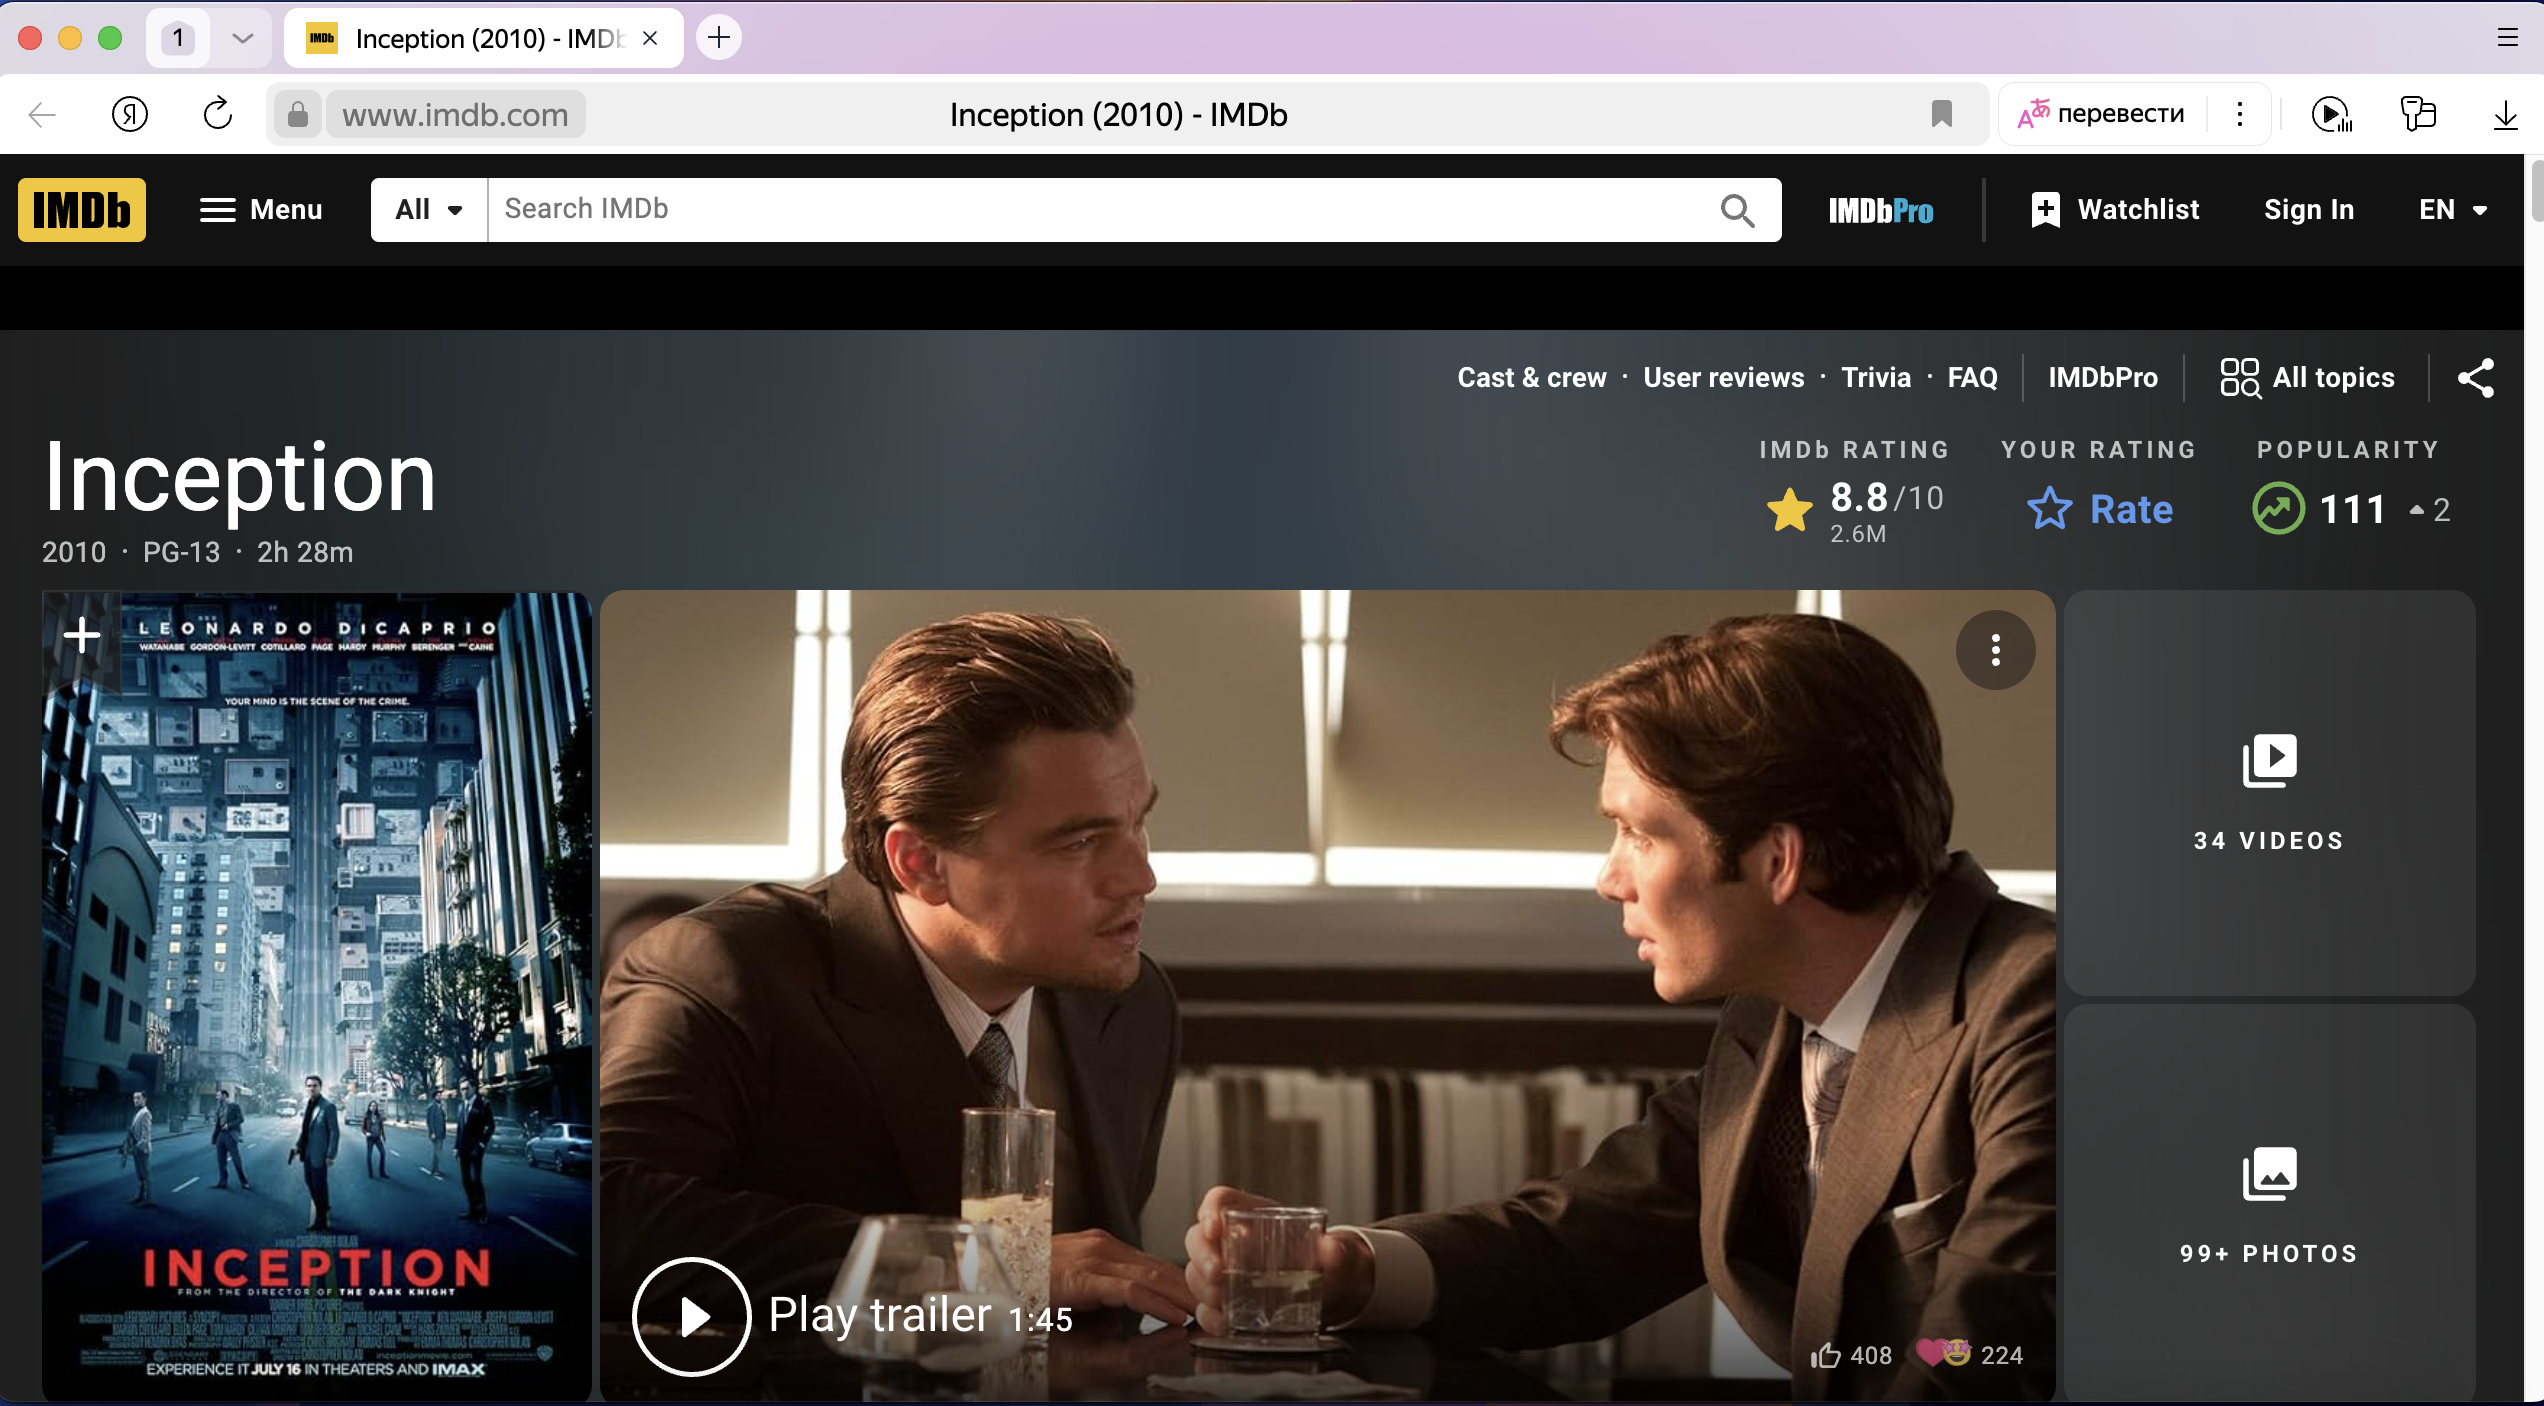 1
Inception (2010) - IMDb
www.imdb.com
Inception (2010) - IMDb
перевести
IMDb
Menu
All
Search IMDb
IMDbPro
Watchlist
Sign In
EN
Cast & crew · User reviews · Trivia · FAQ
IMDbPro
All topics
Inception
2010 · PG-13 · 2h 28m
IMDb RATING
8.8/10
2.6M
YOUR RATING
Rate
POPULARITY
111
2
LEONARDO DICAPRIO
WATANABE GORDON-LEVITT COTILLARD PAGE HARDY MURPHY BERENGER AND CAINE
YOUR MIND IS THE SCENE OF THE CRIME.
INCEPTION
FROM THE DIRECTOR OF THE DARK KNIGHT
EXPERIENCE IT JULY 16 IN THEATERS AND IMAX
Play trailer 1:45
408
224
34 VIDEOS
99+ PHOTOS